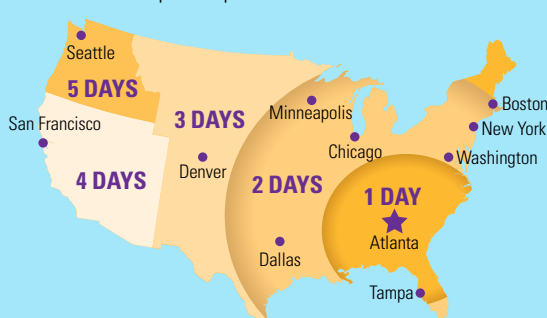 Seattle
5 DAYS
San Francisco
4 DAYS
3 DAYS
Denver
Minneapolis
Chicago
2 DAYS
Dallas
1 DAY
Atlanta
Tampa
Boston
New York
Washington